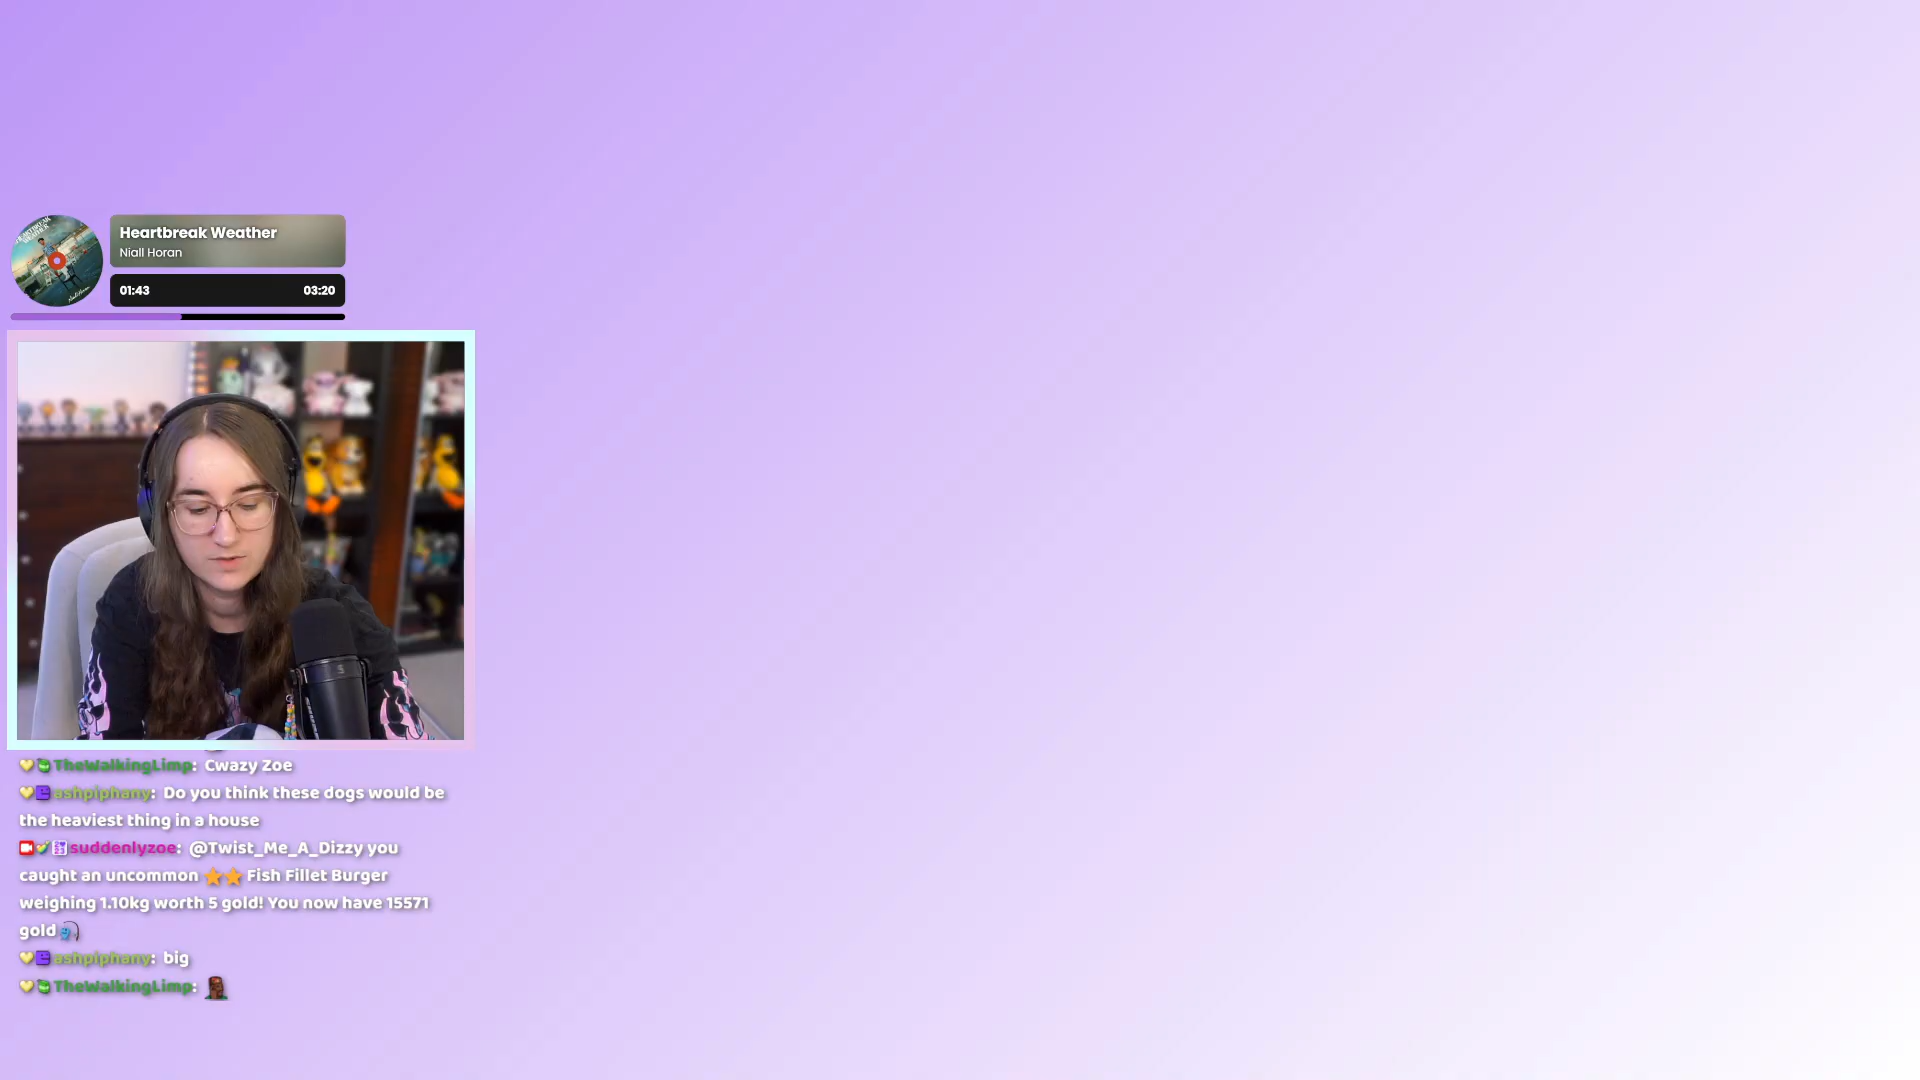 Heartbreak Weather
Niall Horan
01:43 03:20
TheWalkingLimp: Cwazy Zoe
ashpiphany: Do you think these dogs would be
the heaviest thing in a house
suddenlyzoe: @Twist_Me_A_Dizzy you
caught an uncommon ⭐⭐ Fish Fillet Burger
weighing 1.10kg worth 5 gold! You now have 15571
gold 🎣
ashpiphany: big
TheWalkingLimp: